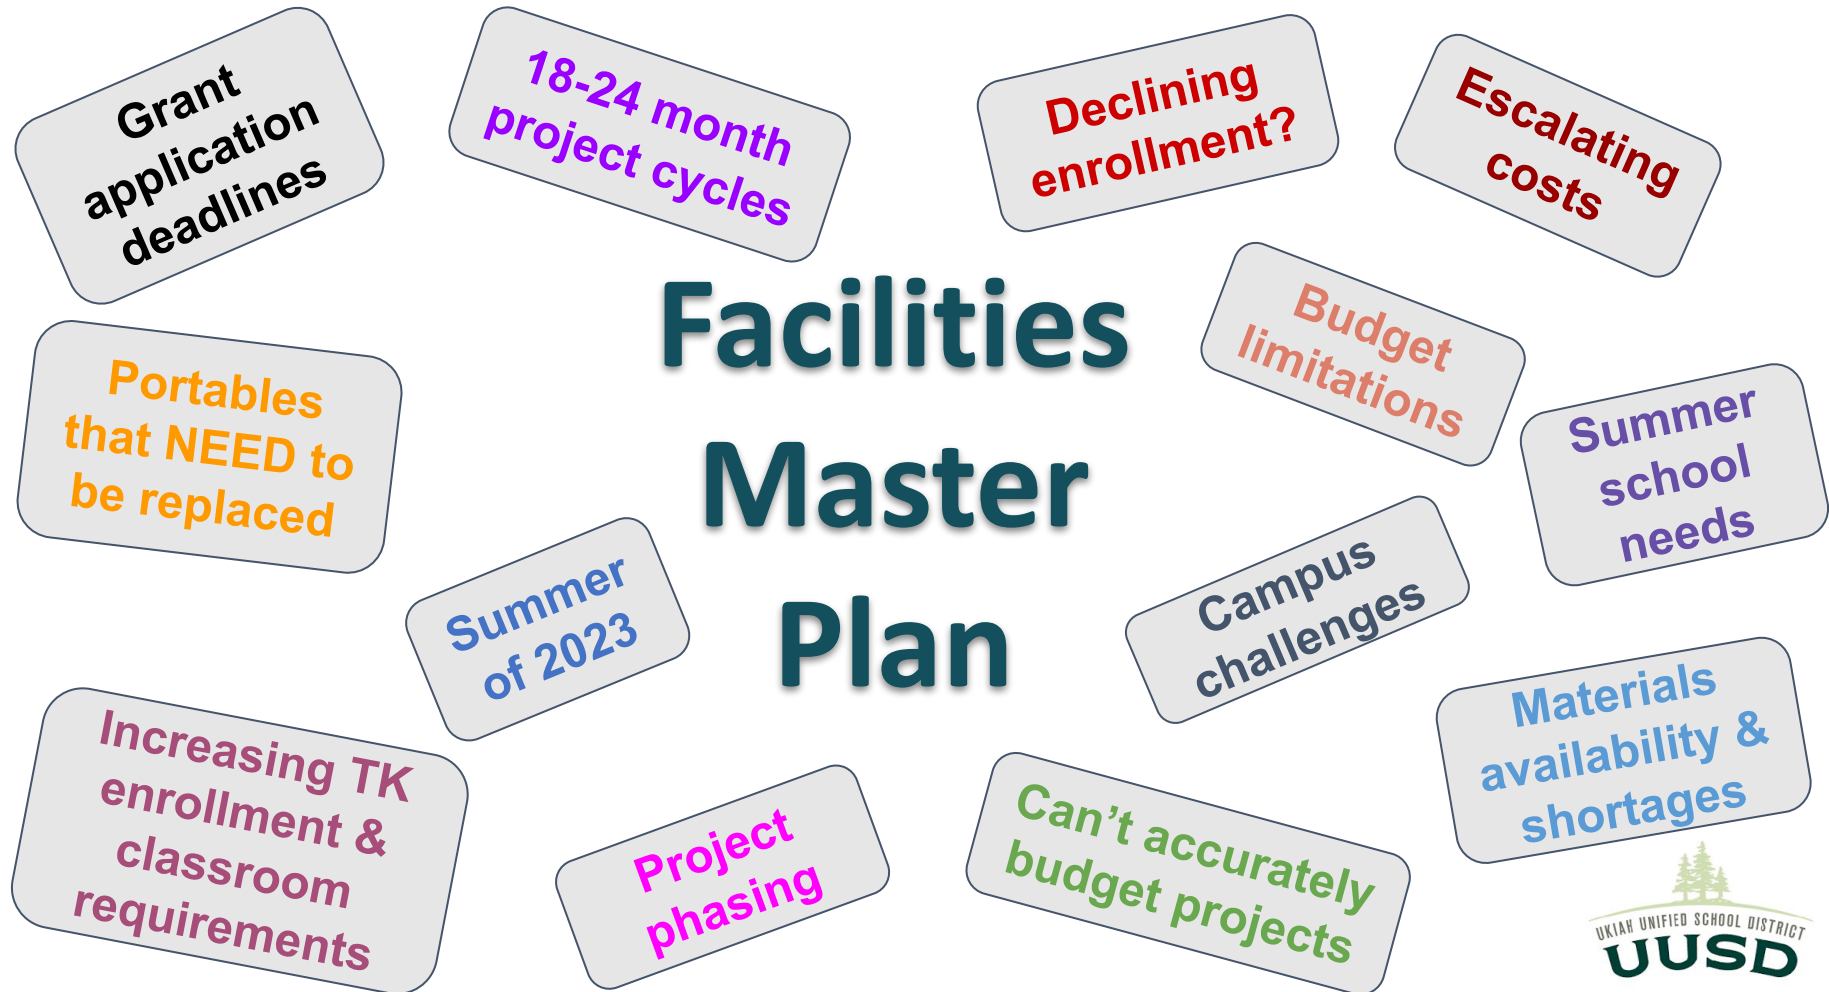 Grant
application
deadlines
18-24 month
project cycles
Declining
enrollment?
Escalating
costs
Facilities
Master
Plan
Budget
limitations
Portables
that NEED to
be replaced
Summer
school
needs
Summer
of 2023
Campus
challenges
Materials
availability &
shortages
Increasing TK
enrollment &
classroom
requirements
Project
phasing
Can’t accurately
budget projects
UKIAH UNIFIED SCHOOL DISTRICT
UUSD